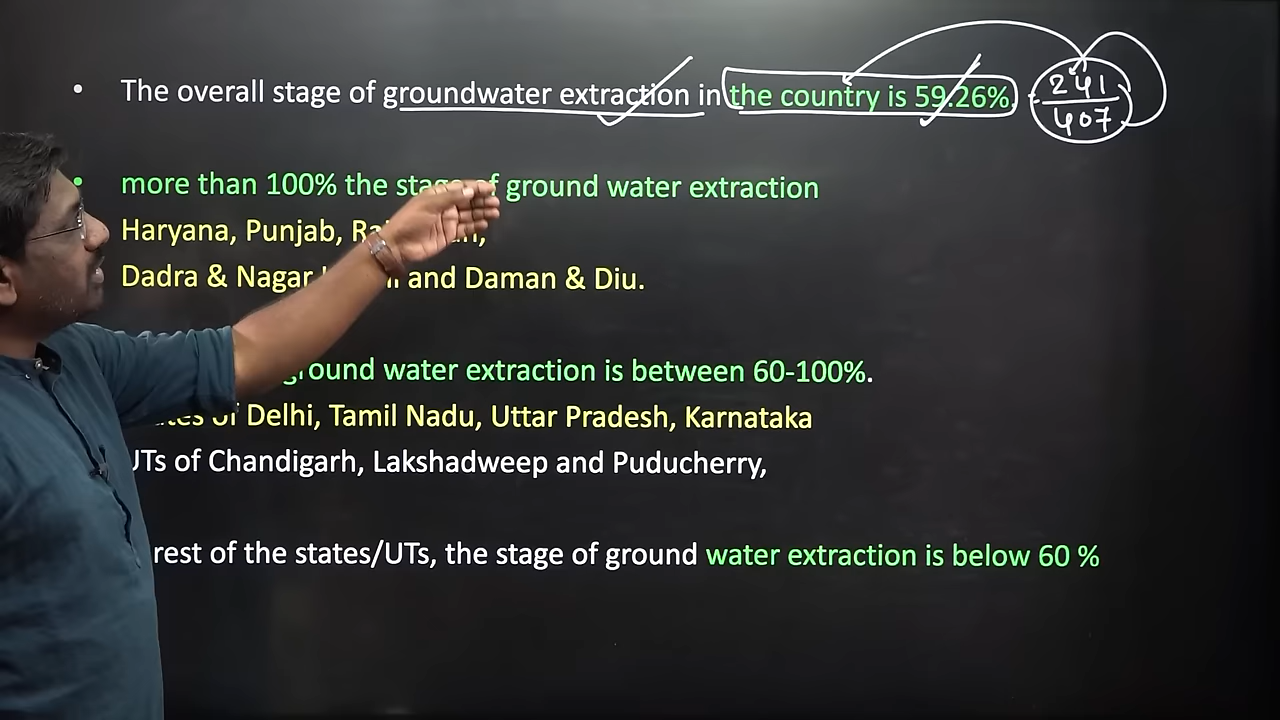 • The overall stage of groundwater extraction in the country is 59.26%.
241
407
• more than 100% the stage of ground water extraction
Haryana, Punjab,
Dadra & Nagar and Daman & Diu.
ground water extraction is between 60-100%.
of Delhi, Tamil Nadu, Uttar Pradesh, Karnataka
UTs of Chandigarh, Lakshadweep and Puducherry,
rest of the states/UTs, the stage of ground water extraction is below 60 %